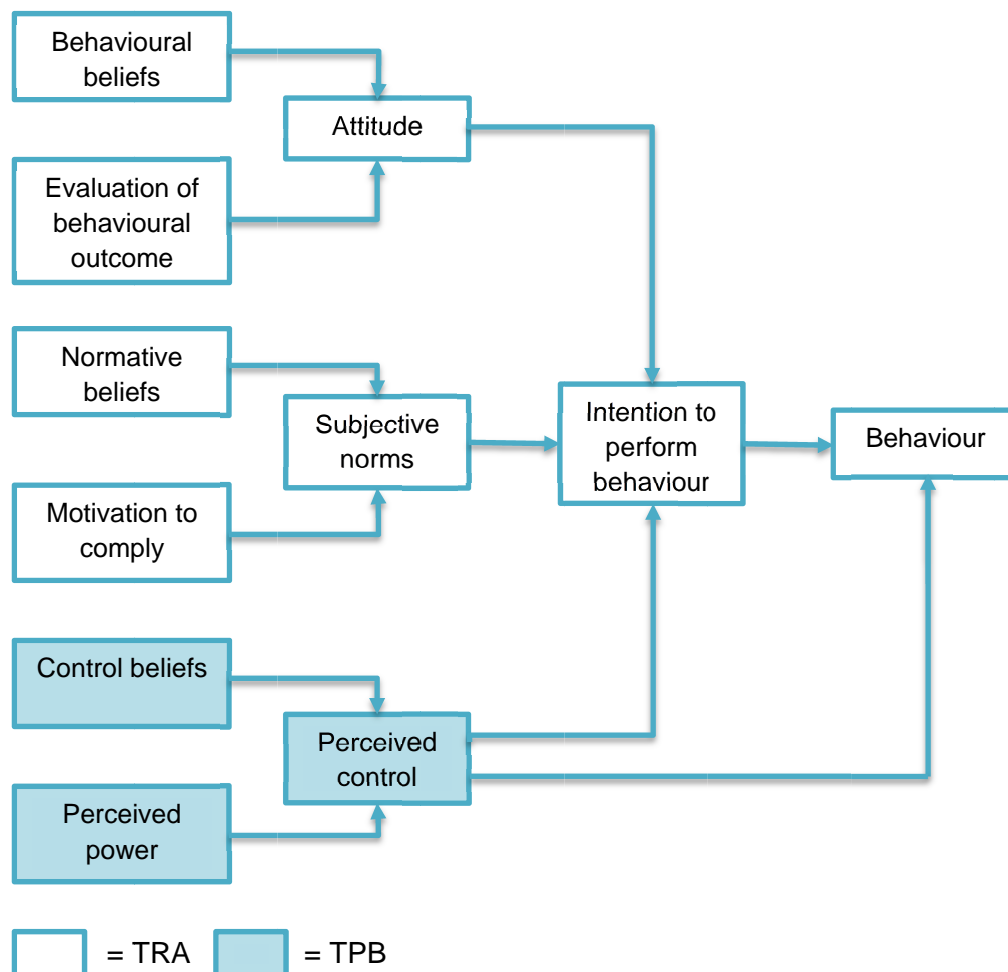 Behavioural
beliefs
Attitude
Evaluation of
behavioural
outcome
Normative
beliefs
Subjective
norms
Intention to
perform
behaviour
Behaviour
Motivation to
comply
Control beliefs
Perceived
control
Perceived
power
= TRA
= TPB